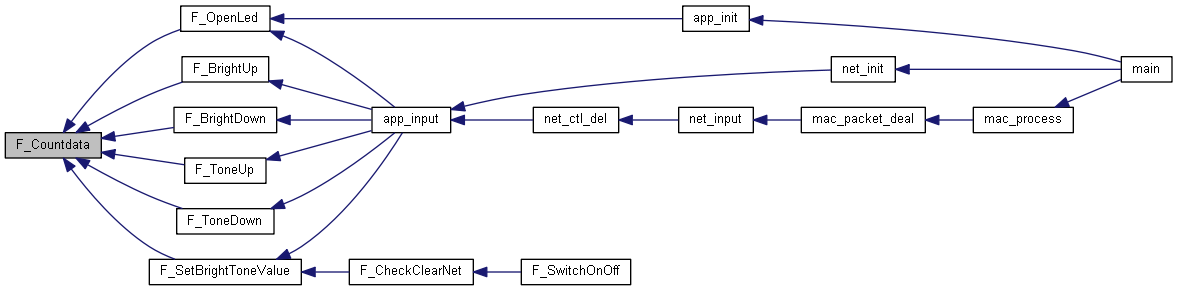 F_OpenLed
app_init
F_BrightUp
net_init
main
F_BrightDown
app_input
net_ctl_del
net_input
mac_packet_deal
mac_process
F_Countdata
F_ToneUp
F_ToneDown
F_SetBrightToneValue
F_CheckClearNet
F_SwitchOnOff